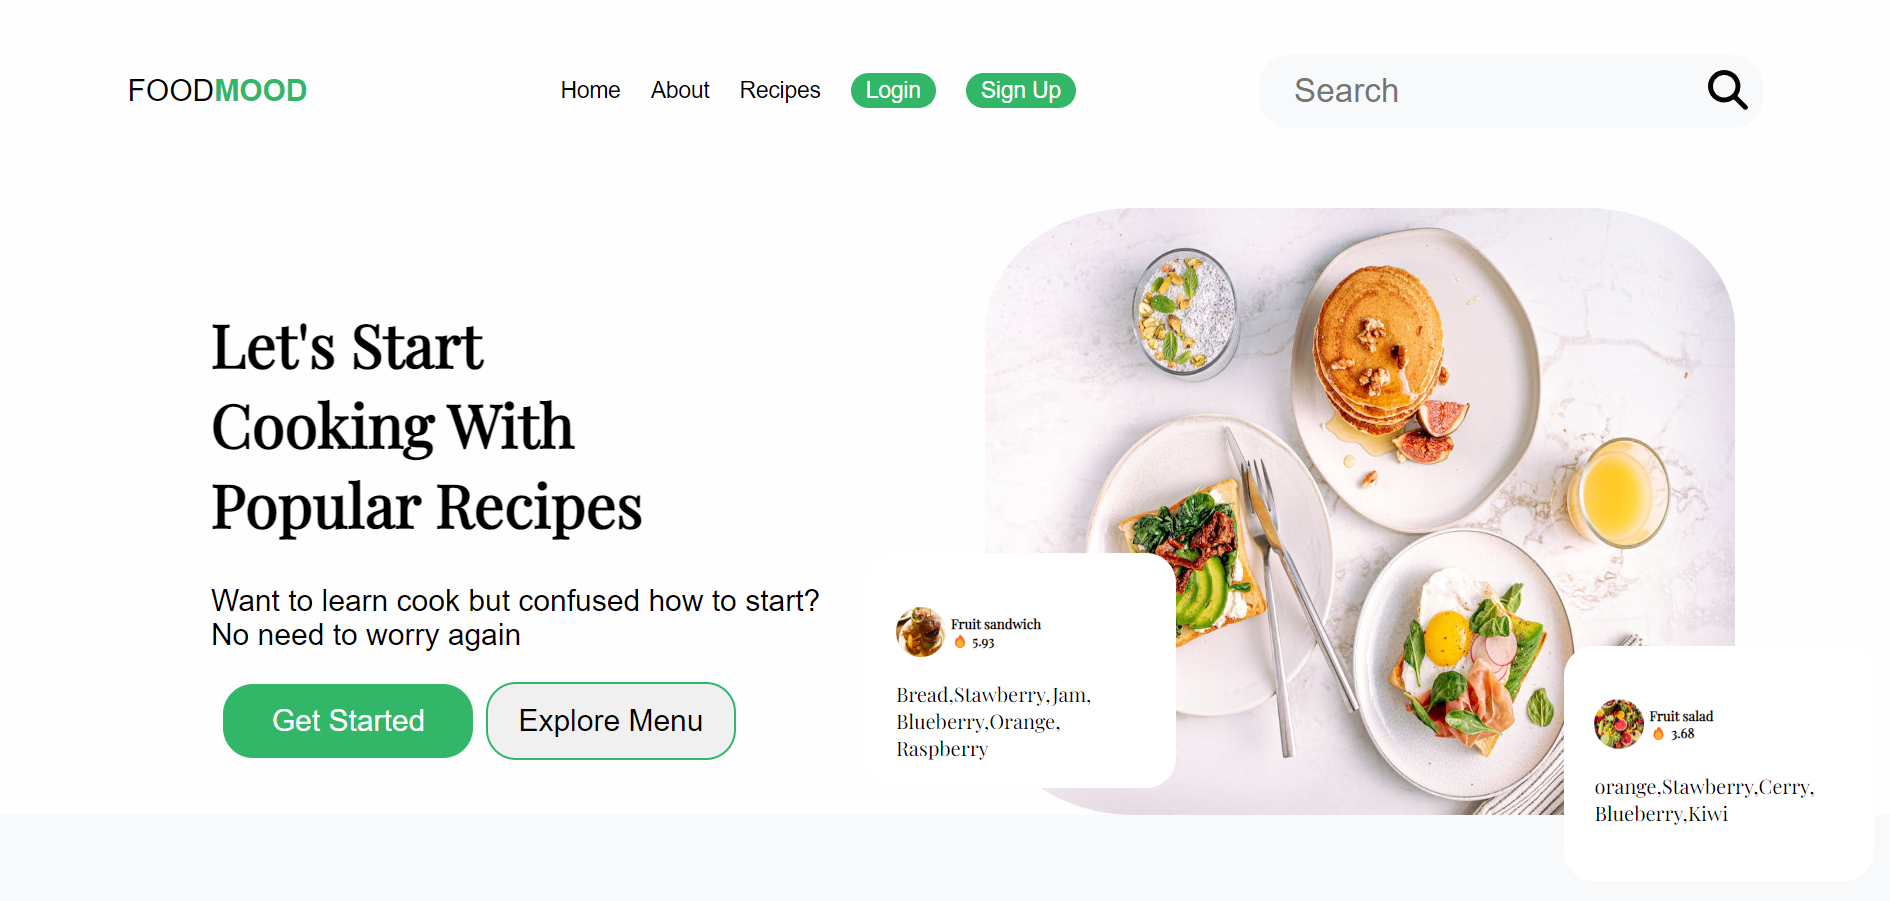 FOODMOOD
Home About Recipes Login Sign Up
Search
Let's Start
Cooking With
Popular Recipes
Want to learn cook but confused how to start?
No need to worry again
Get Started Explore Menu
Fruit sandwich
🔥 5.93
Bread,Stawberry,Jam,
Blueberry,Orange,
Raspberry
Fruit salad
🔥 3.68
orange,Stawberry,Cerry,
Blueberry,Kiwi